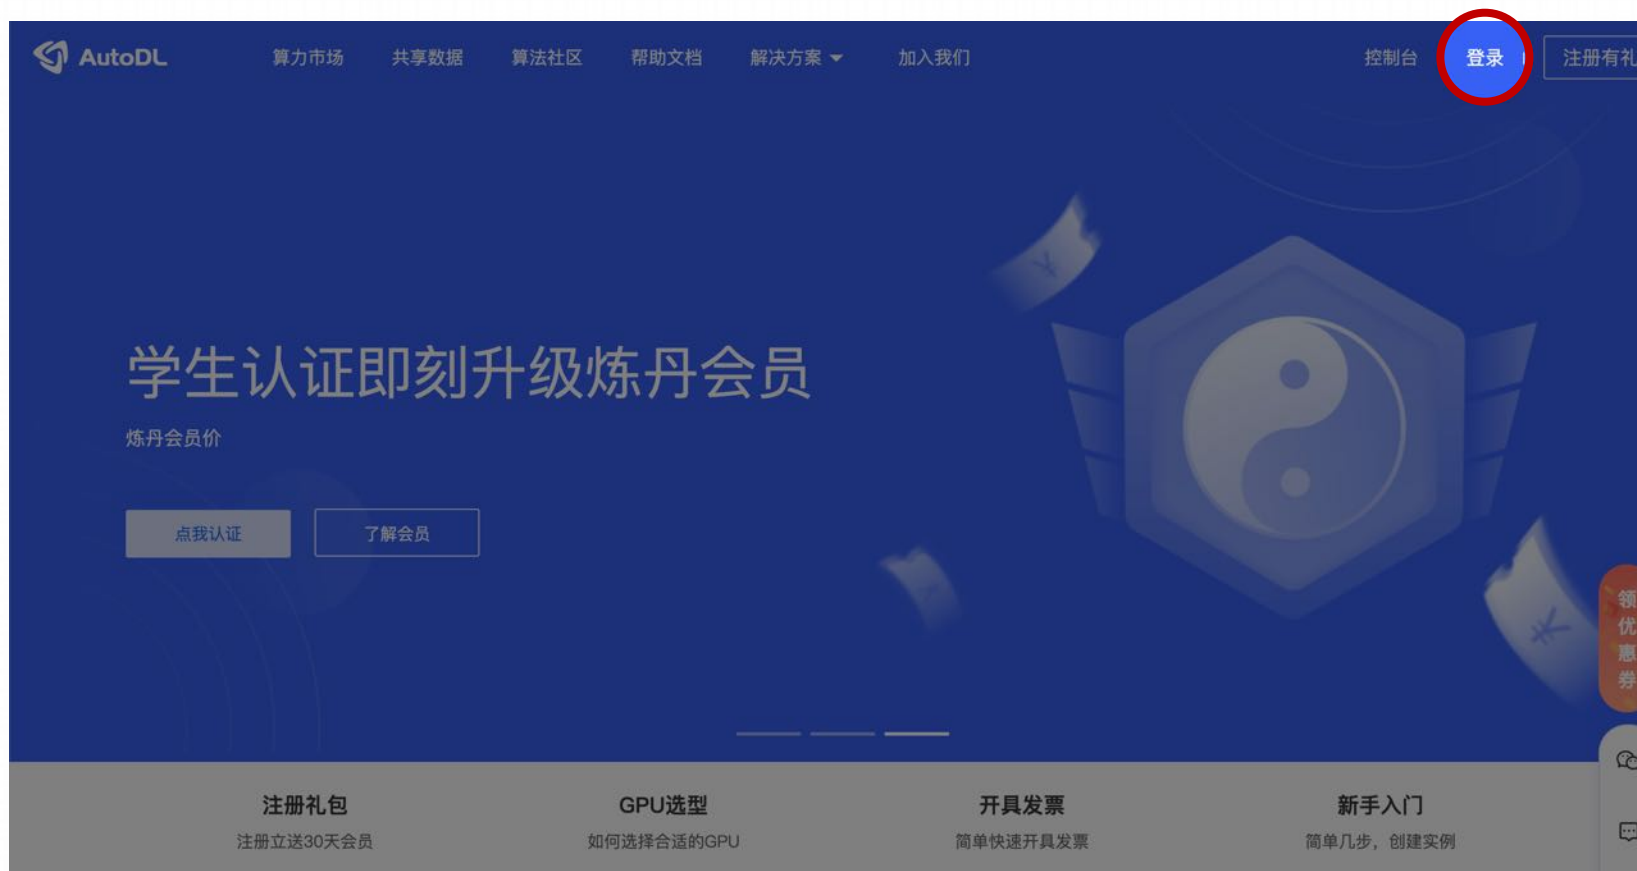 AutoDL 算力市场 共享数据 算法社区 帮助文档 解决方案 加入我们 控制台 登录 注册有礼
学生认证即刻升级炼丹会员
炼丹会员价
点我认证 了解会员
领优惠券
注册礼包 GPU选型 开具发票 新手入门
注册立送30天会员 如何选择合适的GPU 简单快速开具发票 简单几步，创建实例